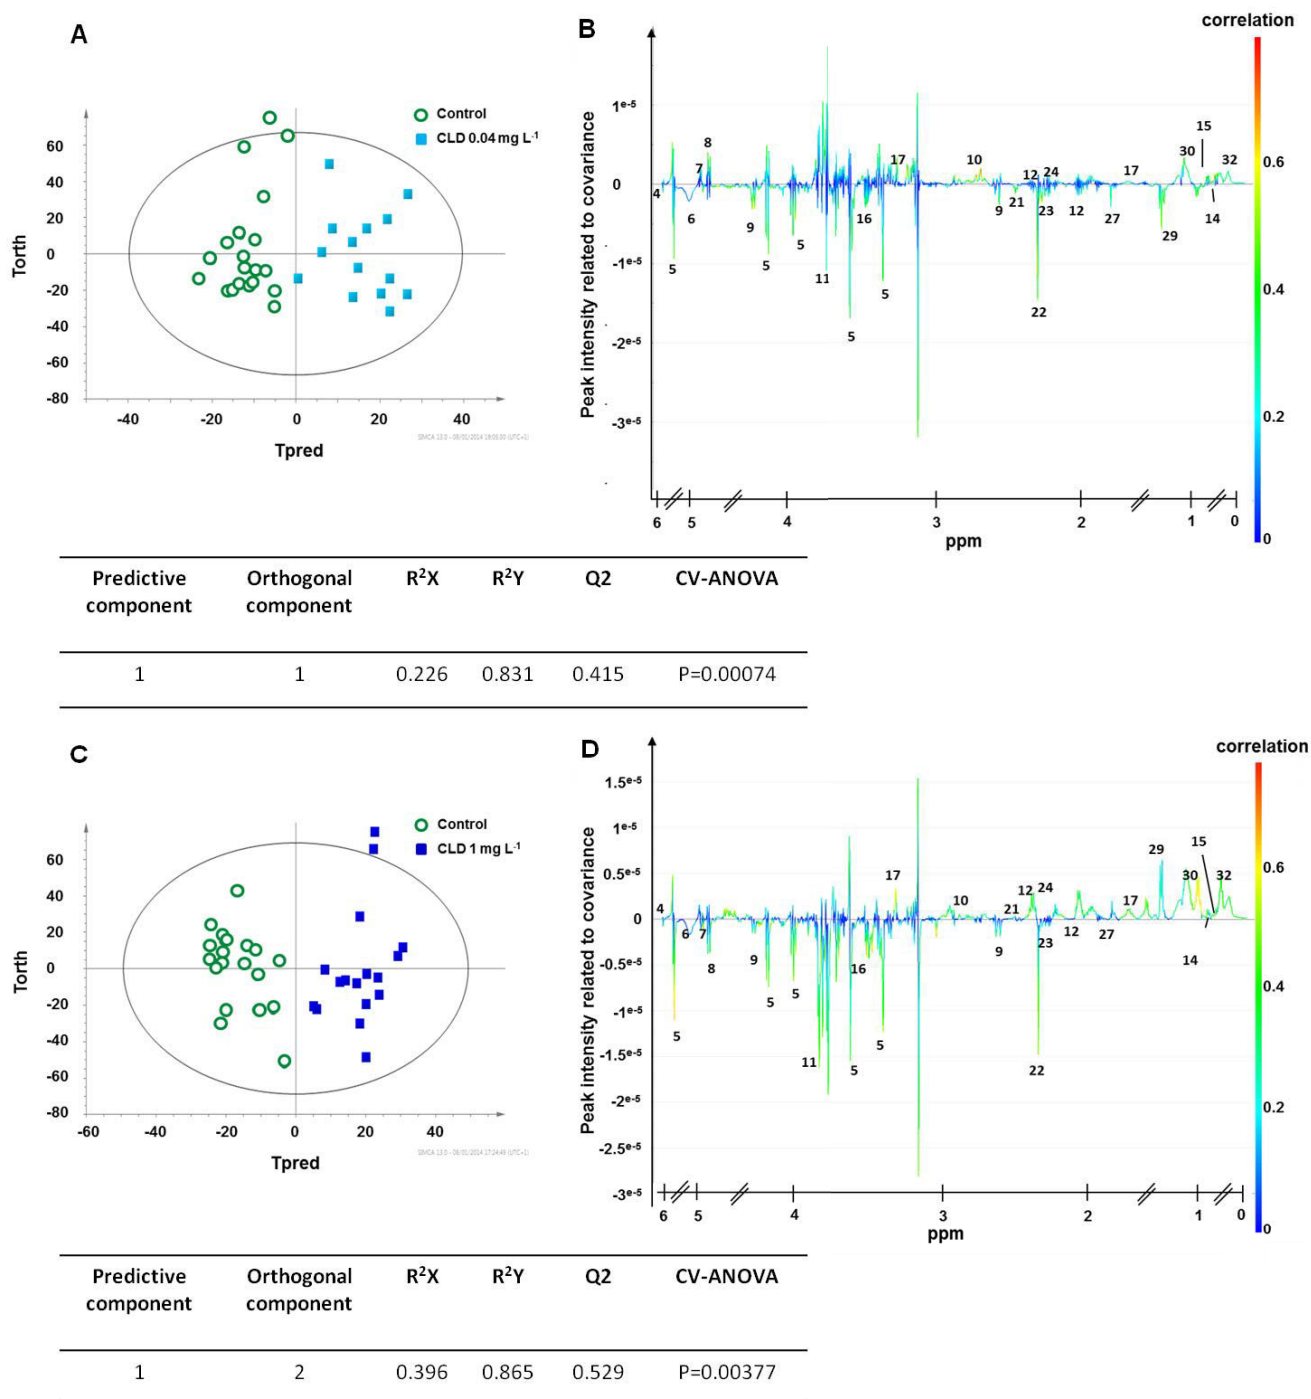 A
Control
CLD 0.04 mg L-1
60
40
20
0
-20
-40
-60
-80
Torth
-40
-20
0
20
40
Tpred
B
correlation
Peak intensity related to covariance
1e-5
0
-1e-5
-2e-5
-3e-5
4
5
6
7
8
9
5
5
11
5
16
5
17
10
9
21
12
24
23
22
12
17
27
29
30
15
14
32
6
5
4
3
2
1
0
ppm
0.6
0.4
0.2
0
Predictive component
Orthogonal component
R2X
R2Y
Q2
CV-ANOVA
1
1
0.226
0.831
0.415
P=0.00074
C
Control
CLD 1 mg L-1
60
40
20
0
-20
-40
-60
-80
Torth
-60
-40
-20
0
20
40
Tpred
D
correlation
Peak intensity related to covariance
1.5e-5
1e-5
0.5e-5
0
-0.5e-5
-1e-5
-1.5e-5
-2e-5
-2.5e-5
-3e-5
4
5
6
7
8
9
5
5
11
5
16
5
17
10
9
21
12
24
23
22
12
17
27
29
30
15
14
32
6
5
4
3
2
1
0
ppm
0.6
0.4
0.2
0
Predictive component
Orthogonal component
R2X
R2Y
Q2
CV-ANOVA
1
2
0.396
0.865
0.529
P=0.00377